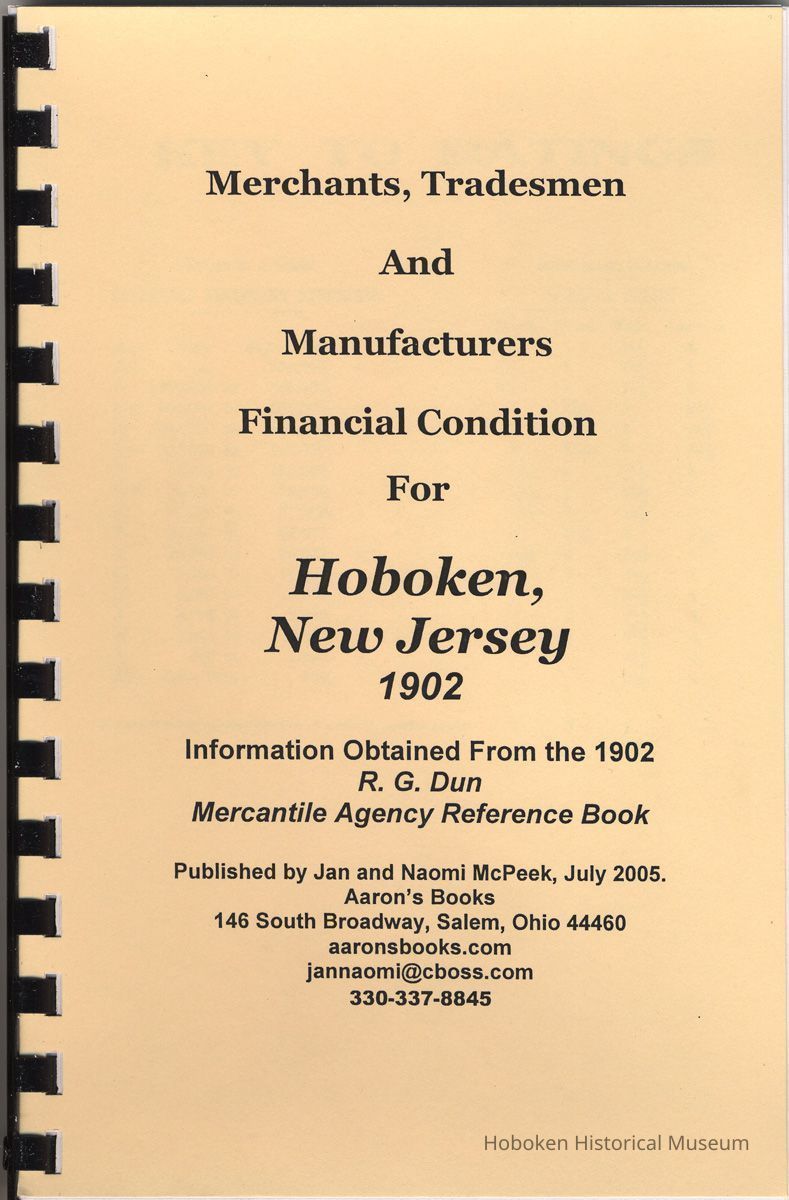 Merchants, Tradesmen
And
Manufacturers
Financial Condition
For
Hoboken,
New Jersey
1902
Information Obtained From the 1902
R. G. Dun
Mercantile Agency Reference Book
Published by Jan and Naomi McPeek, July 2005.
Aaron's Books
146 South Broadway, Salem, Ohio 44460
aaronsbooks.com
jannaomi@cboss.com
330-337-8845
Hoboken Historical Museum